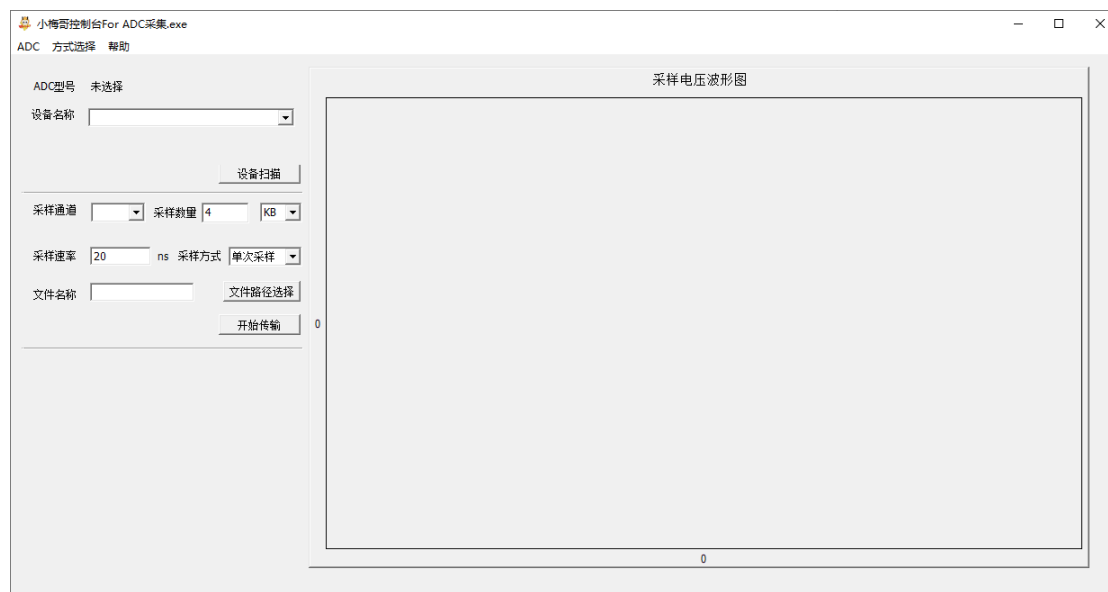 小梅哥控制台For ADC采集.exe
ADC 方式选择 帮助
ADC型号 未选择
设备名称
设备扫描
采样通道 采样数量 4 KB
采样速率 20 ns 采样方式 单次采样
文件名称 文件路径选择
开始传输
采样电压波形图
0
0